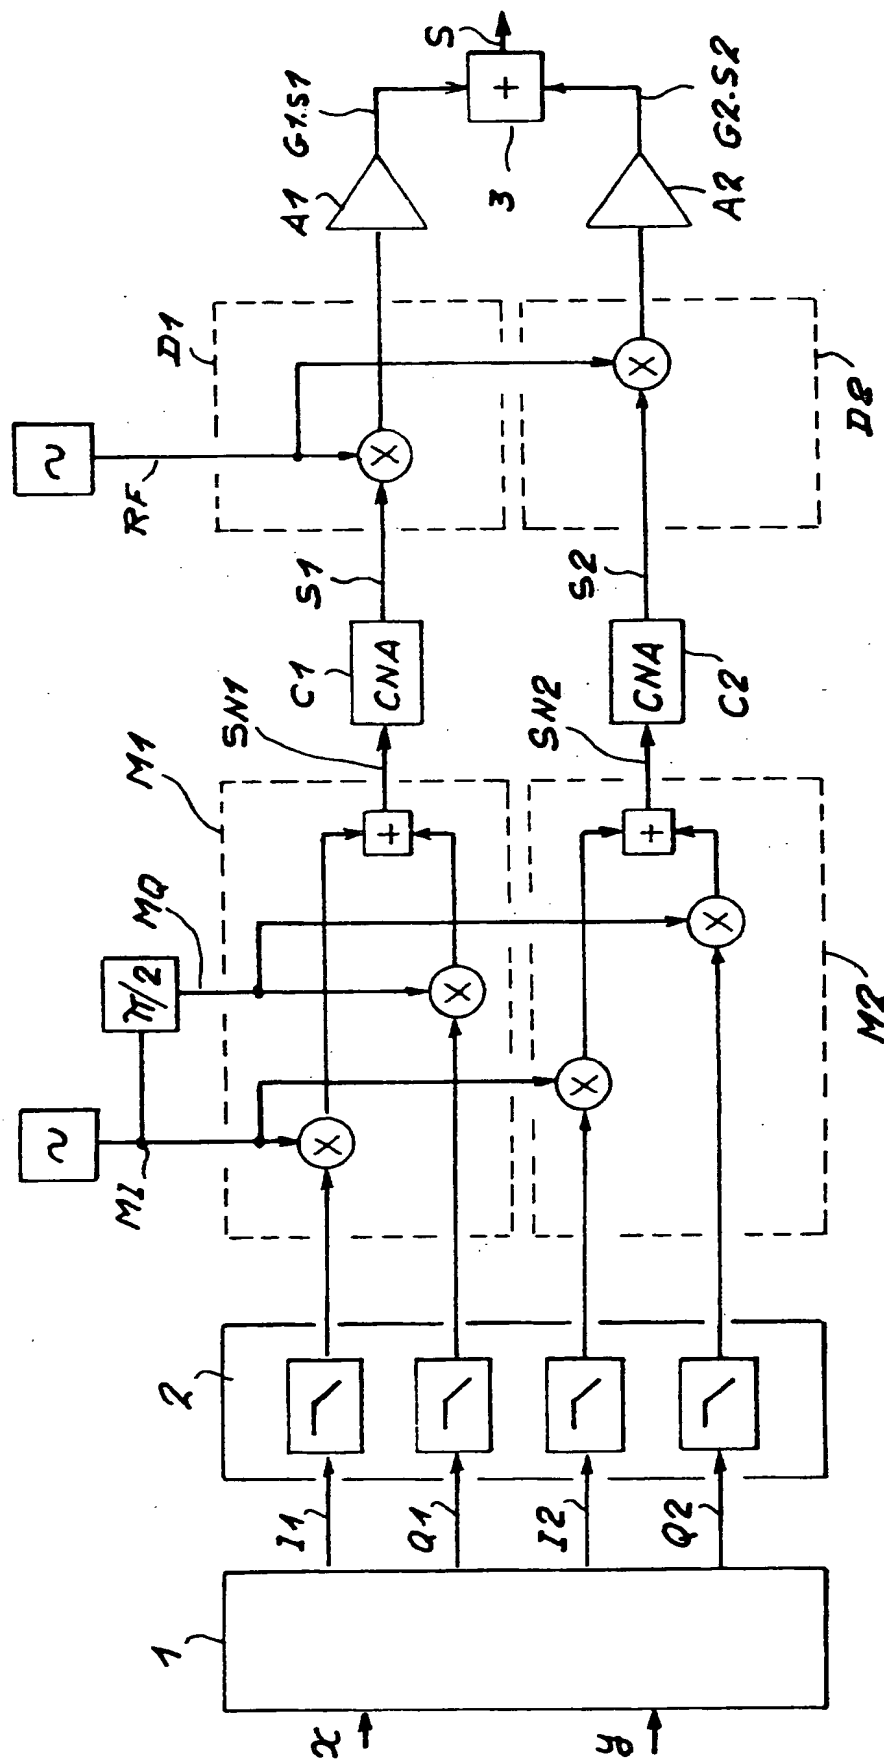 x
y
1
I1
Q1
I2
Q2
2
~
MI
π/2
MQ
M1
X
X
X
X
+
+
M2
SN1
SN2
C1
CNA
CNA
C2
S1
S2
~
RF
D1
X
X
D2
A1
A2
G1.S1
G2.S2
3
+
S